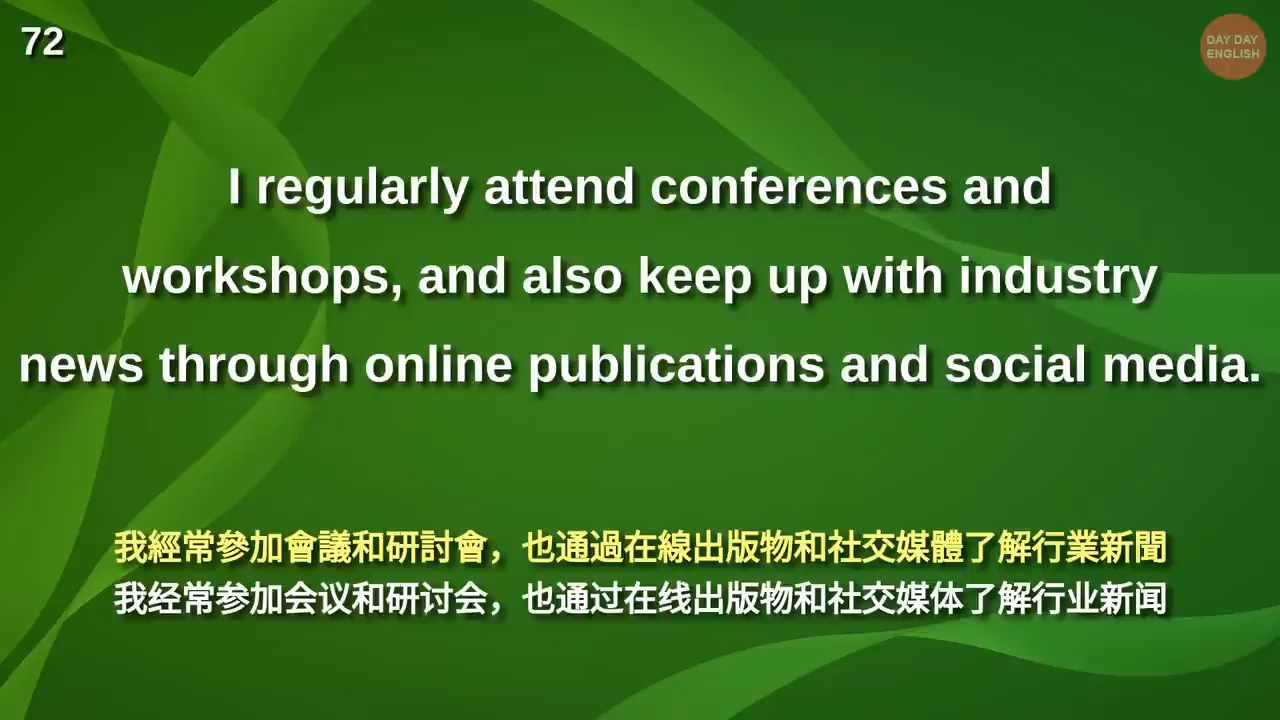 72
DAY DAY
ENGLISH
I regularly attend conferences and
workshops, and also keep up with industry
news through online publications and social media.
我經常參加會議和研討會，也通過在線出版物和社交媒體了解行業新聞
我经常参加会议和研讨会，也通过在线出版物和社交媒体了解行业新闻